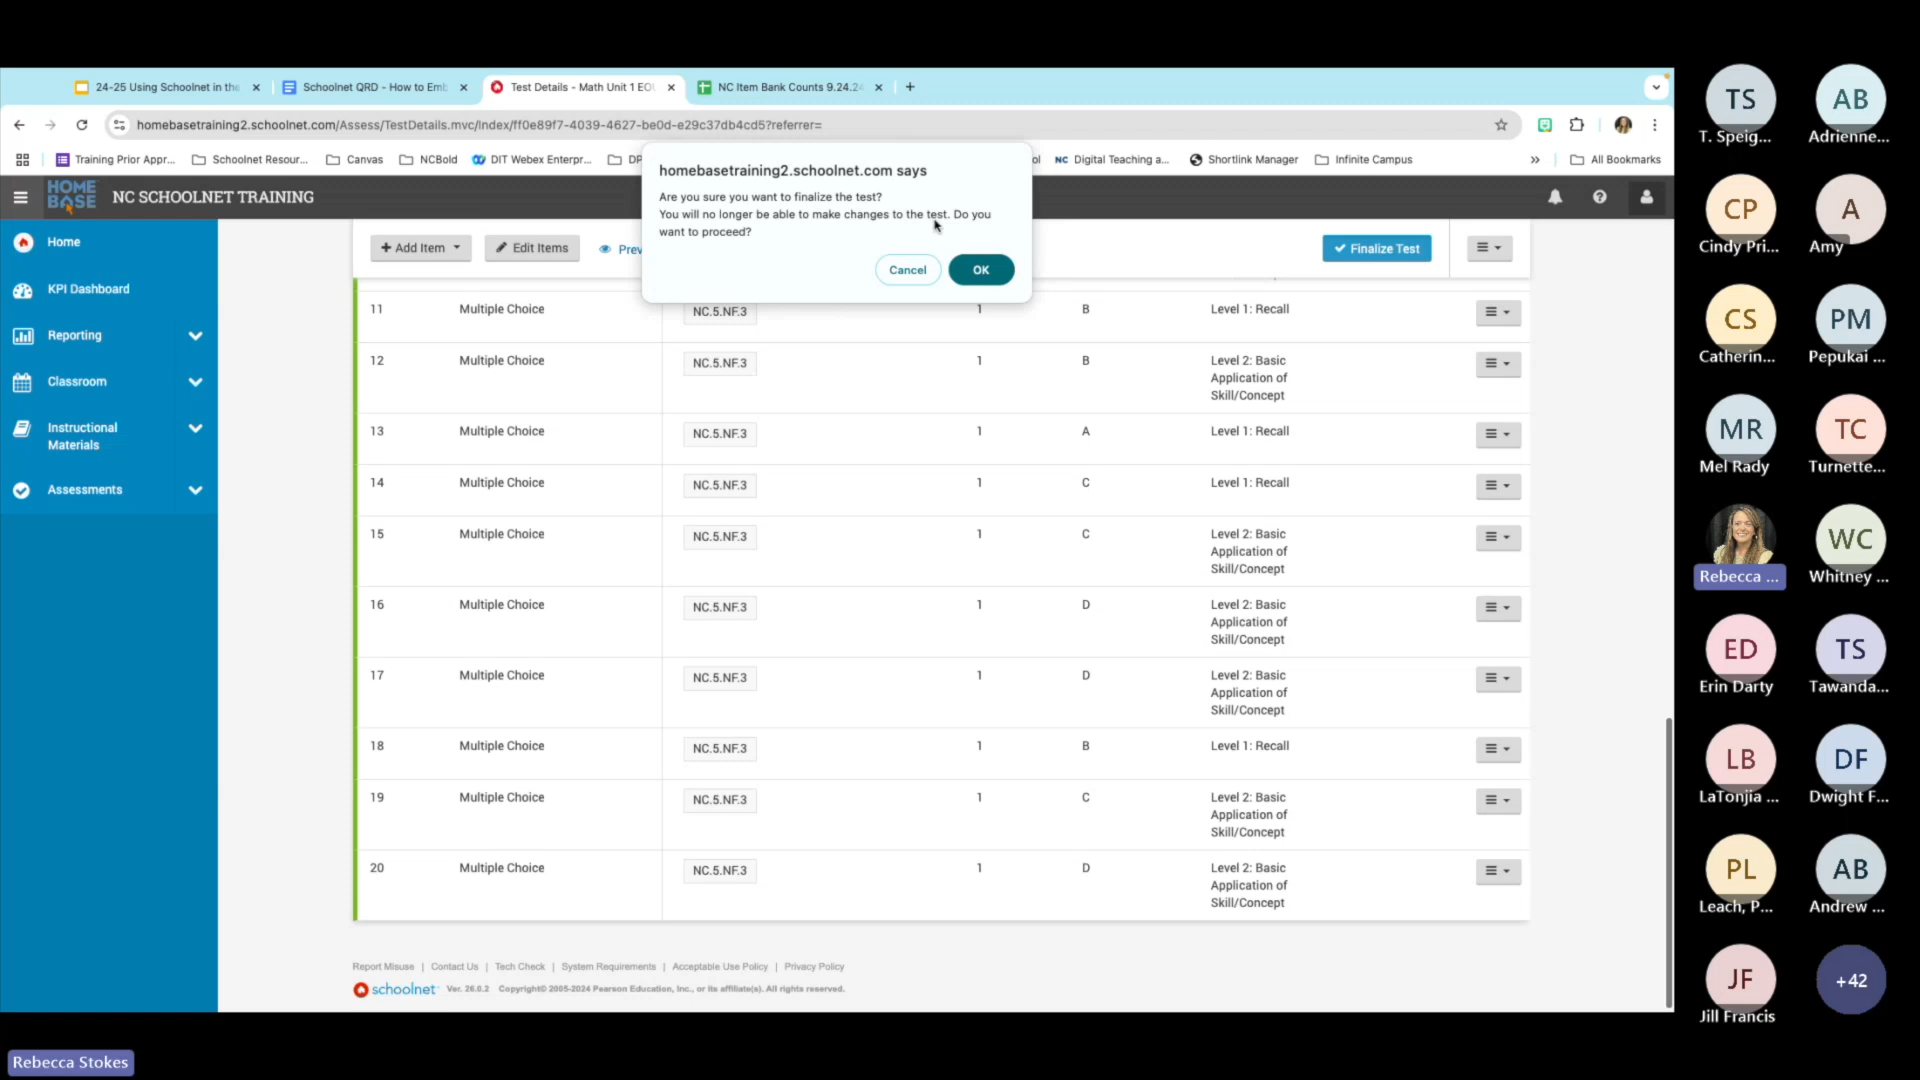 24-25 Using Schoolnet in the
Schoolnet QRD - How to Emb
Test Details - Math Unit 1 EOU
NC Item Bank Counts 9.24.24
homebasetraining2.schoolnet.com/Assess/TestDetails.mvc/Index/ff0e89f7-4039-4627-be0d-e29c37db4cd5?referrer=
Training Prior Appr...
Schoolnet Resour...
Canvas
NCBold
DIT Webex Enterpr...
DP
ol
NC Digital Teaching a...
Shortlink Manager
Infinite Campus
All Bookmarks
HOME BASE
NC SCHOOLNET TRAINING
homebasetraining2.schoolnet.com says
Are you sure you want to finalize the test?
You will no longer be able to make changes to the test. Do you
want to proceed?
Cancel
OK
Home
KPI Dashboard
Reporting
Classroom
Instructional
Materials
Assessments
+ Add Item
Edit Items
Prev
Finalize Test
11 Multiple Choice NC.5.NF.3 1 B Level 1: Recall
12 Multiple Choice NC.5.NF.3 1 B Level 2: Basic
Application of
Skill/Concept
13 Multiple Choice NC.5.NF.3 1 A Level 1: Recall
14 Multiple Choice NC.5.NF.3 1 C Level 1: Recall
15 Multiple Choice NC.5.NF.3 1 C Level 2: Basic
Application of
Skill/Concept
16 Multiple Choice NC.5.NF.3 1 D Level 2: Basic
Application of
Skill/Concept
17 Multiple Choice NC.5.NF.3 1 D Level 2: Basic
Application of
Skill/Concept
18 Multiple Choice NC.5.NF.3 1 B Level 1: Recall
19 Multiple Choice NC.5.NF.3 1 C Level 2: Basic
Application of
Skill/Concept
20 Multiple Choice NC.5.NF.3 1 D Level 2: Basic
Application of
Skill/Concept
Report Misuse | Contact Us | Tech Check | System Requirements | Acceptable Use Policy | Privacy Policy
schoolnet Ver. 26.0.2 Copyright© 2005-2024 Pearson Education, Inc., or its affiliate(s). All rights reserved.
TS
T. Speig...
AB
Adrienne...
CP
Cindy Pri...
A
Amy
CS
Catherin...
PM
Pepukai ...
MR
Mel Rady
TC
Turnette...
Rebecca ...
WC
Whitney ...
ED
Erin Darty
TS
Tawanda...
LB
LaTonjia ...
DF
Dwight F...
PL
Leach, P...
AB
Andrew ...
JF
Jill Francis
+42
Rebecca Stokes